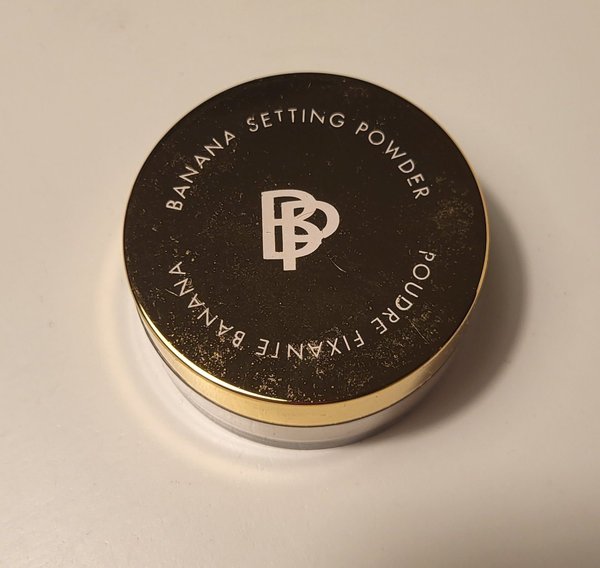 BANANA SETTING POWDER
BP
POUDRE FIXANTE BANANA